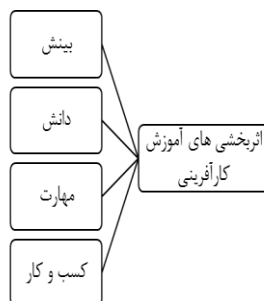 بینش
دانش
اثربخشی های آموزش
کارآفرینی
مهارت
کسب و کار